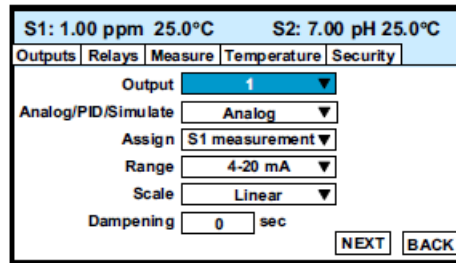 S1: 1.00 ppm 25.0°C S2: 7.00 pH 25.0°C
Outputs Relays Measure Temperature Security
Output 1
Analog/PID/Simulate Analog
Assign S1 measurement
Range 4-20 mA
Scale Linear
Dampening 0 sec
NEXT BACK